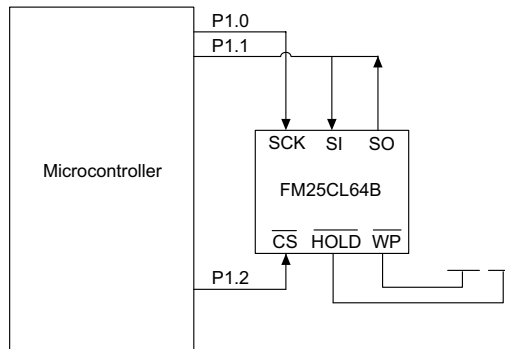 P1.0
P1.1
SCK SI SO
Microcontroller
FM25CL64B
CS HOLD WP
P1.2